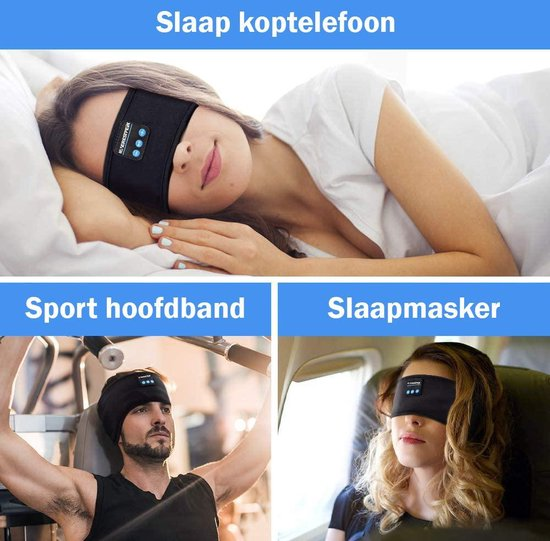 Slaap koptelefoon
Sport hoofdband
Slaapmasker